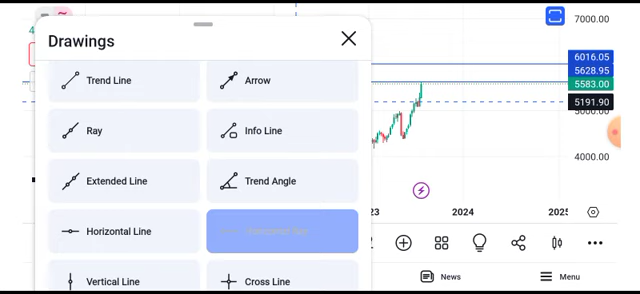 Drawings
Trend Line
Arrow
Ray
Info Line
Extended Line
Trend Angle
Horizontal Line
Vertical Line
Cross Line
7000.00
6016.05
5628.95
5583.00
5191.90
4000.00
2024
2025
News
Menu